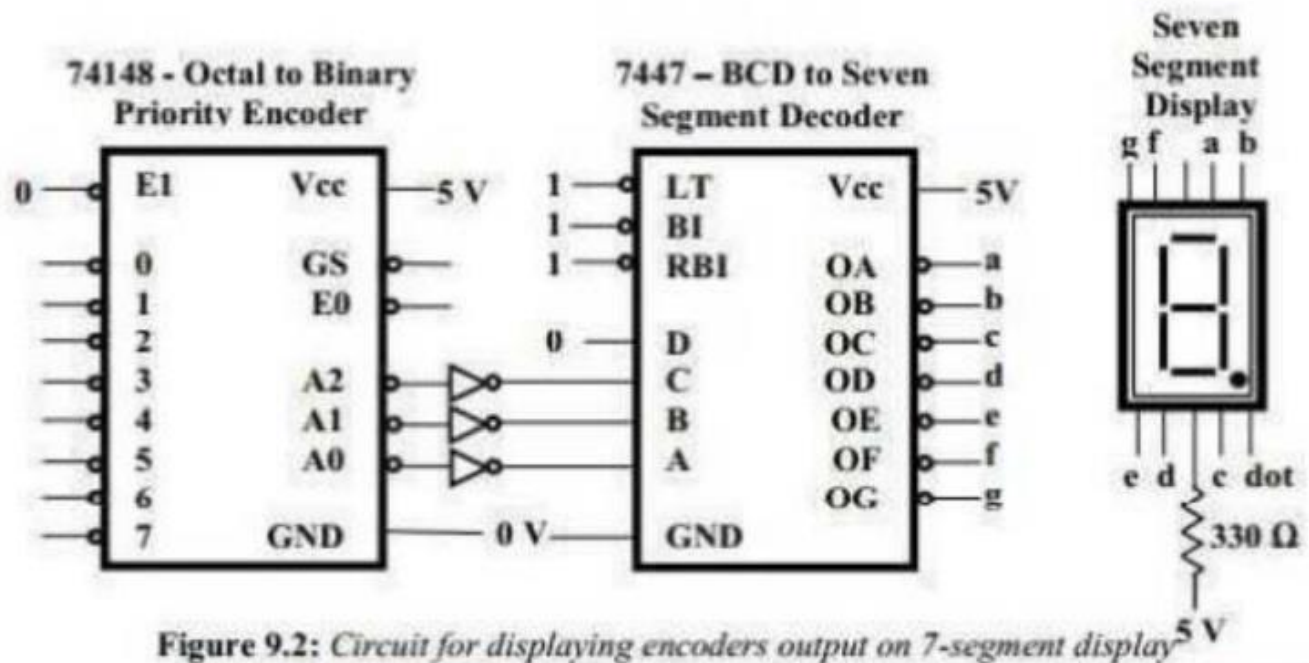 74148 - Octal to Binary
Priority Encoder
0
E1
Vcc
5 V
0
GS
1
E0
2
3
A2
4
A1
5
A0
6
7
GND
0 V
7447 – BCD to Seven
Segment Decoder
1
LT
Vcc
5V
1
BI
1
RBI
OA
a
OB
b
0
D
OC
c
C
OD
d
B
OE
e
A
OF
f
OG
g
GND
Seven
Segment
Display
g f a b
e d c dot
330 Ω
5 V
Figure 9.2: Circuit for displaying encoders output on 7-segment display